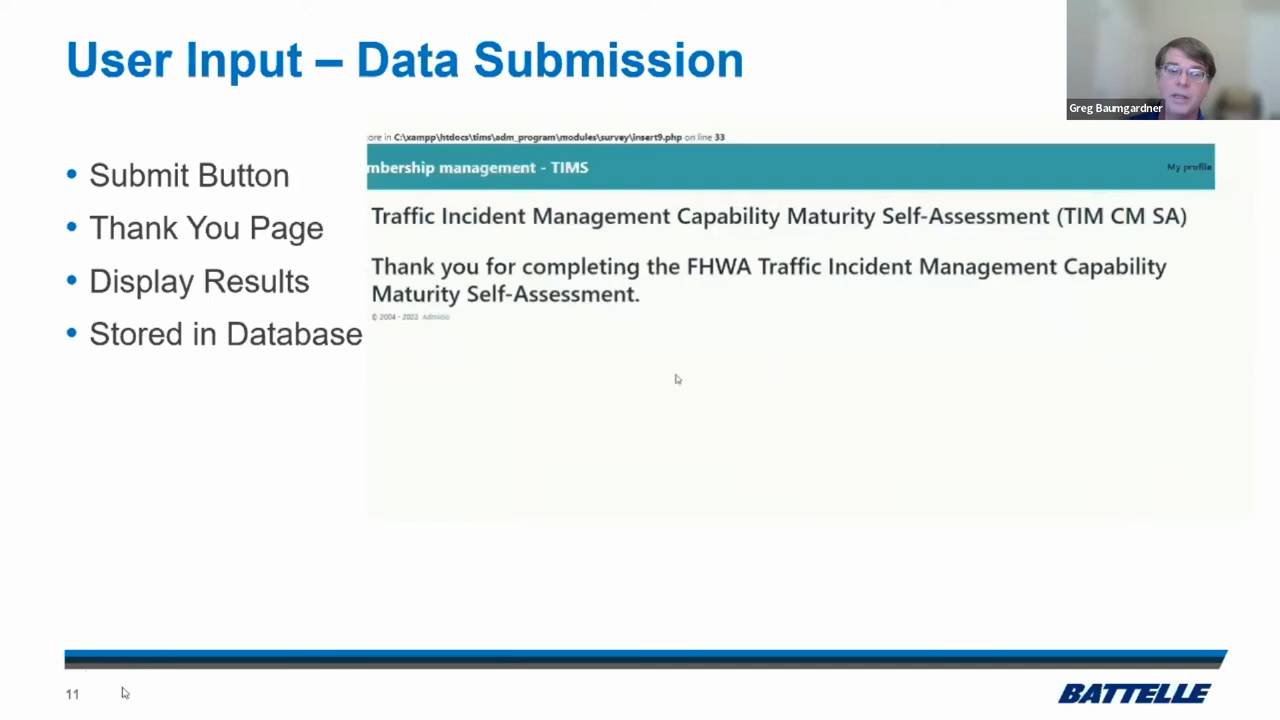 User Input – Data Submission
Greg Baumgardner
• Submit Button
• Thank You Page
• Display Results
• Stored in Database
ore in C:\xampp\htdocs\tims\adm_program\modules\survey\insert9.php on line 33
mbership management - TIMS
My profile
Traffic Incident Management Capability Maturity Self-Assessment (TIM CM SA)
Thank you for completing the FHWA Traffic Incident Management Capability
Maturity Self-Assessment.
© 2004 - 2022 Admidio
11
BATTELLE